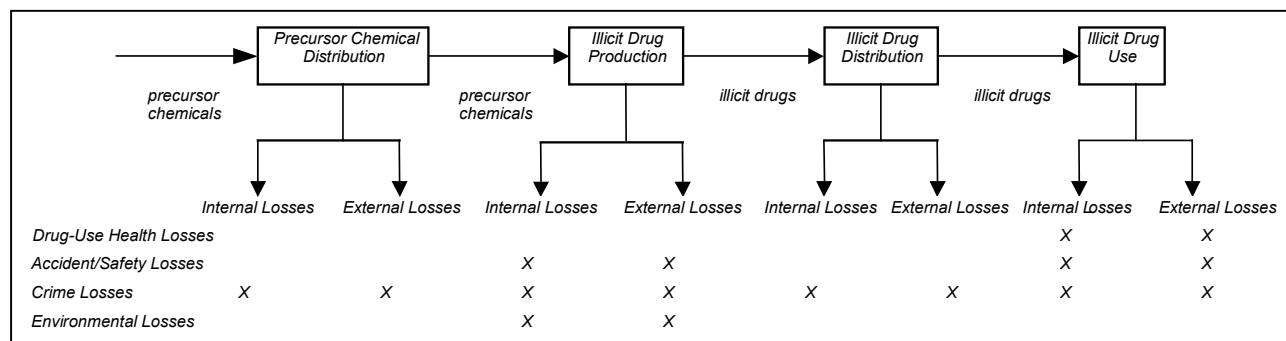 Precursor Chemical
Distribution
Illicit Drug
Production
Illicit Drug
Distribution
Illicit Drug
Use
precursor
chemicals
precursor
chemicals
illicit drugs
illicit drugs
Internal Losses External Losses Internal Losses External Losses Internal Losses External Losses Internal Losses External Losses
Drug-Use Health Losses X X
Accident/Safety Losses X X X X
Crime Losses X X X X X X X X
Environmental Losses X X